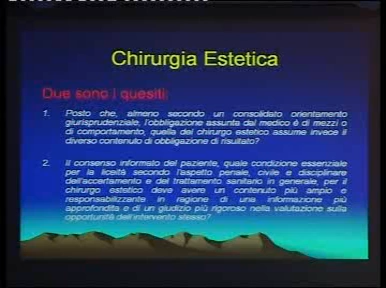 Chirurgia Estetica
Due sono i quesiti:
1. Posto che, almeno secondo un consolidato orientamento
giurisprudenziale, l'obbligazione assunta dal medico è di mezzi o
di comportamento, quella del chirurgo estetico assume invece il
diverso contenuto di obbligazione di risultato?
2. Il consenso informato del paziente, quale condizione essenziale
per la liceità secondo l'aspetto penale, civile e disciplinare
dell'accertamento e del trattamento sanitario in generale, per il
chirurgo estetico deve avere un contenuto più ampio e
responsabilizzante in ragione di una informazione più
approfondita e di un giudizio più rigoroso nella valutazione sulla
opportunità dell'intervento stesso?